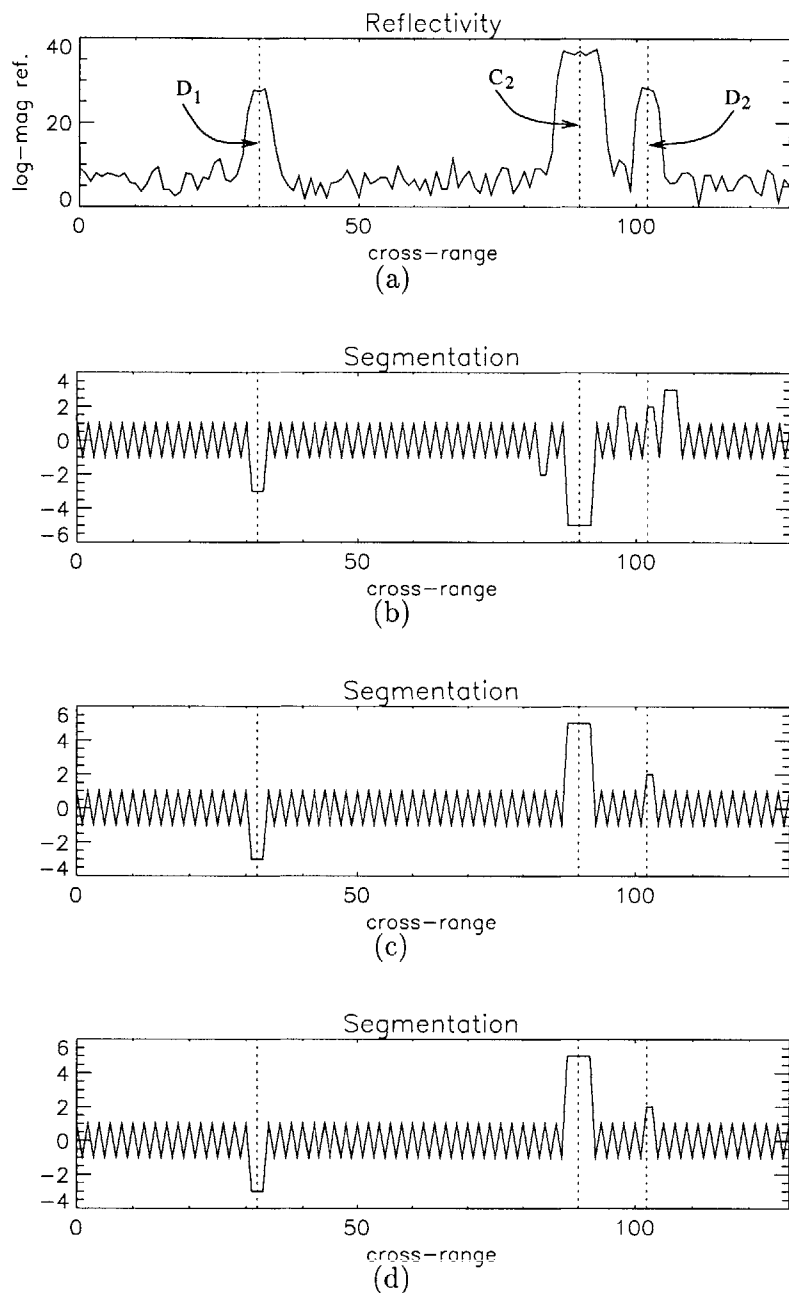 Reflectivity
log-mag ref.
40
20
0
D1
C2
D2
0
50
100
cross-range
(a)
Segmentation
4
2
0
-2
-4
-6
0
50
100
cross-range
(b)
Segmentation
6
4
2
0
-2
-4
0
50
100
cross-range
(c)
Segmentation
6
4
2
0
-2
-4
0
50
100
cross-range
(d)